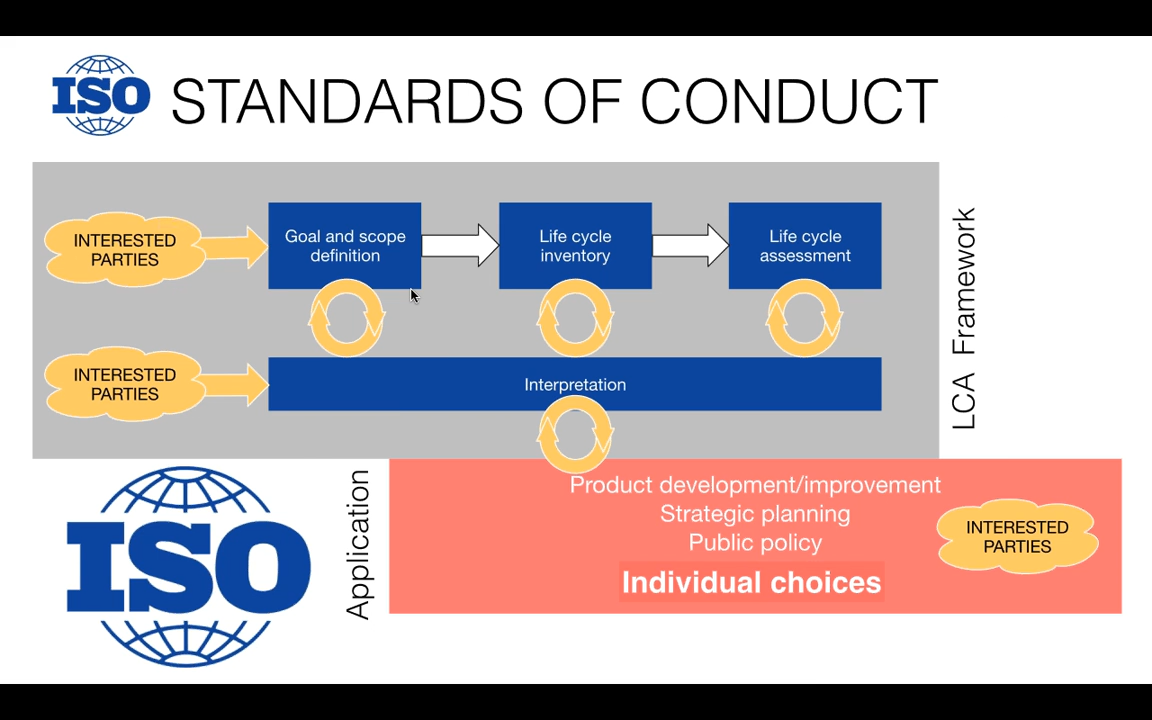 ISO STANDARDS OF CONDUCT
INTERESTED
PARTIES
Goal and scope
definition
Life cycle
inventory
Life cycle
assessment
LCA Framework
INTERESTED
PARTIES
Interpretation
ISO
Application
Product development/improvement
Strategic planning
Public policy
Individual choices
INTERESTED
PARTIES